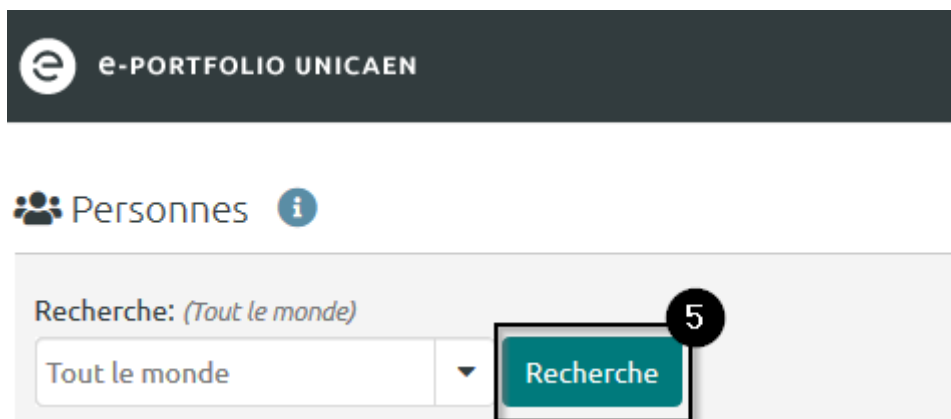 e-PORTFOLIO UNICAEN
Personnes i
Recherche: (Tout le monde)
5
Tout le monde Recherche